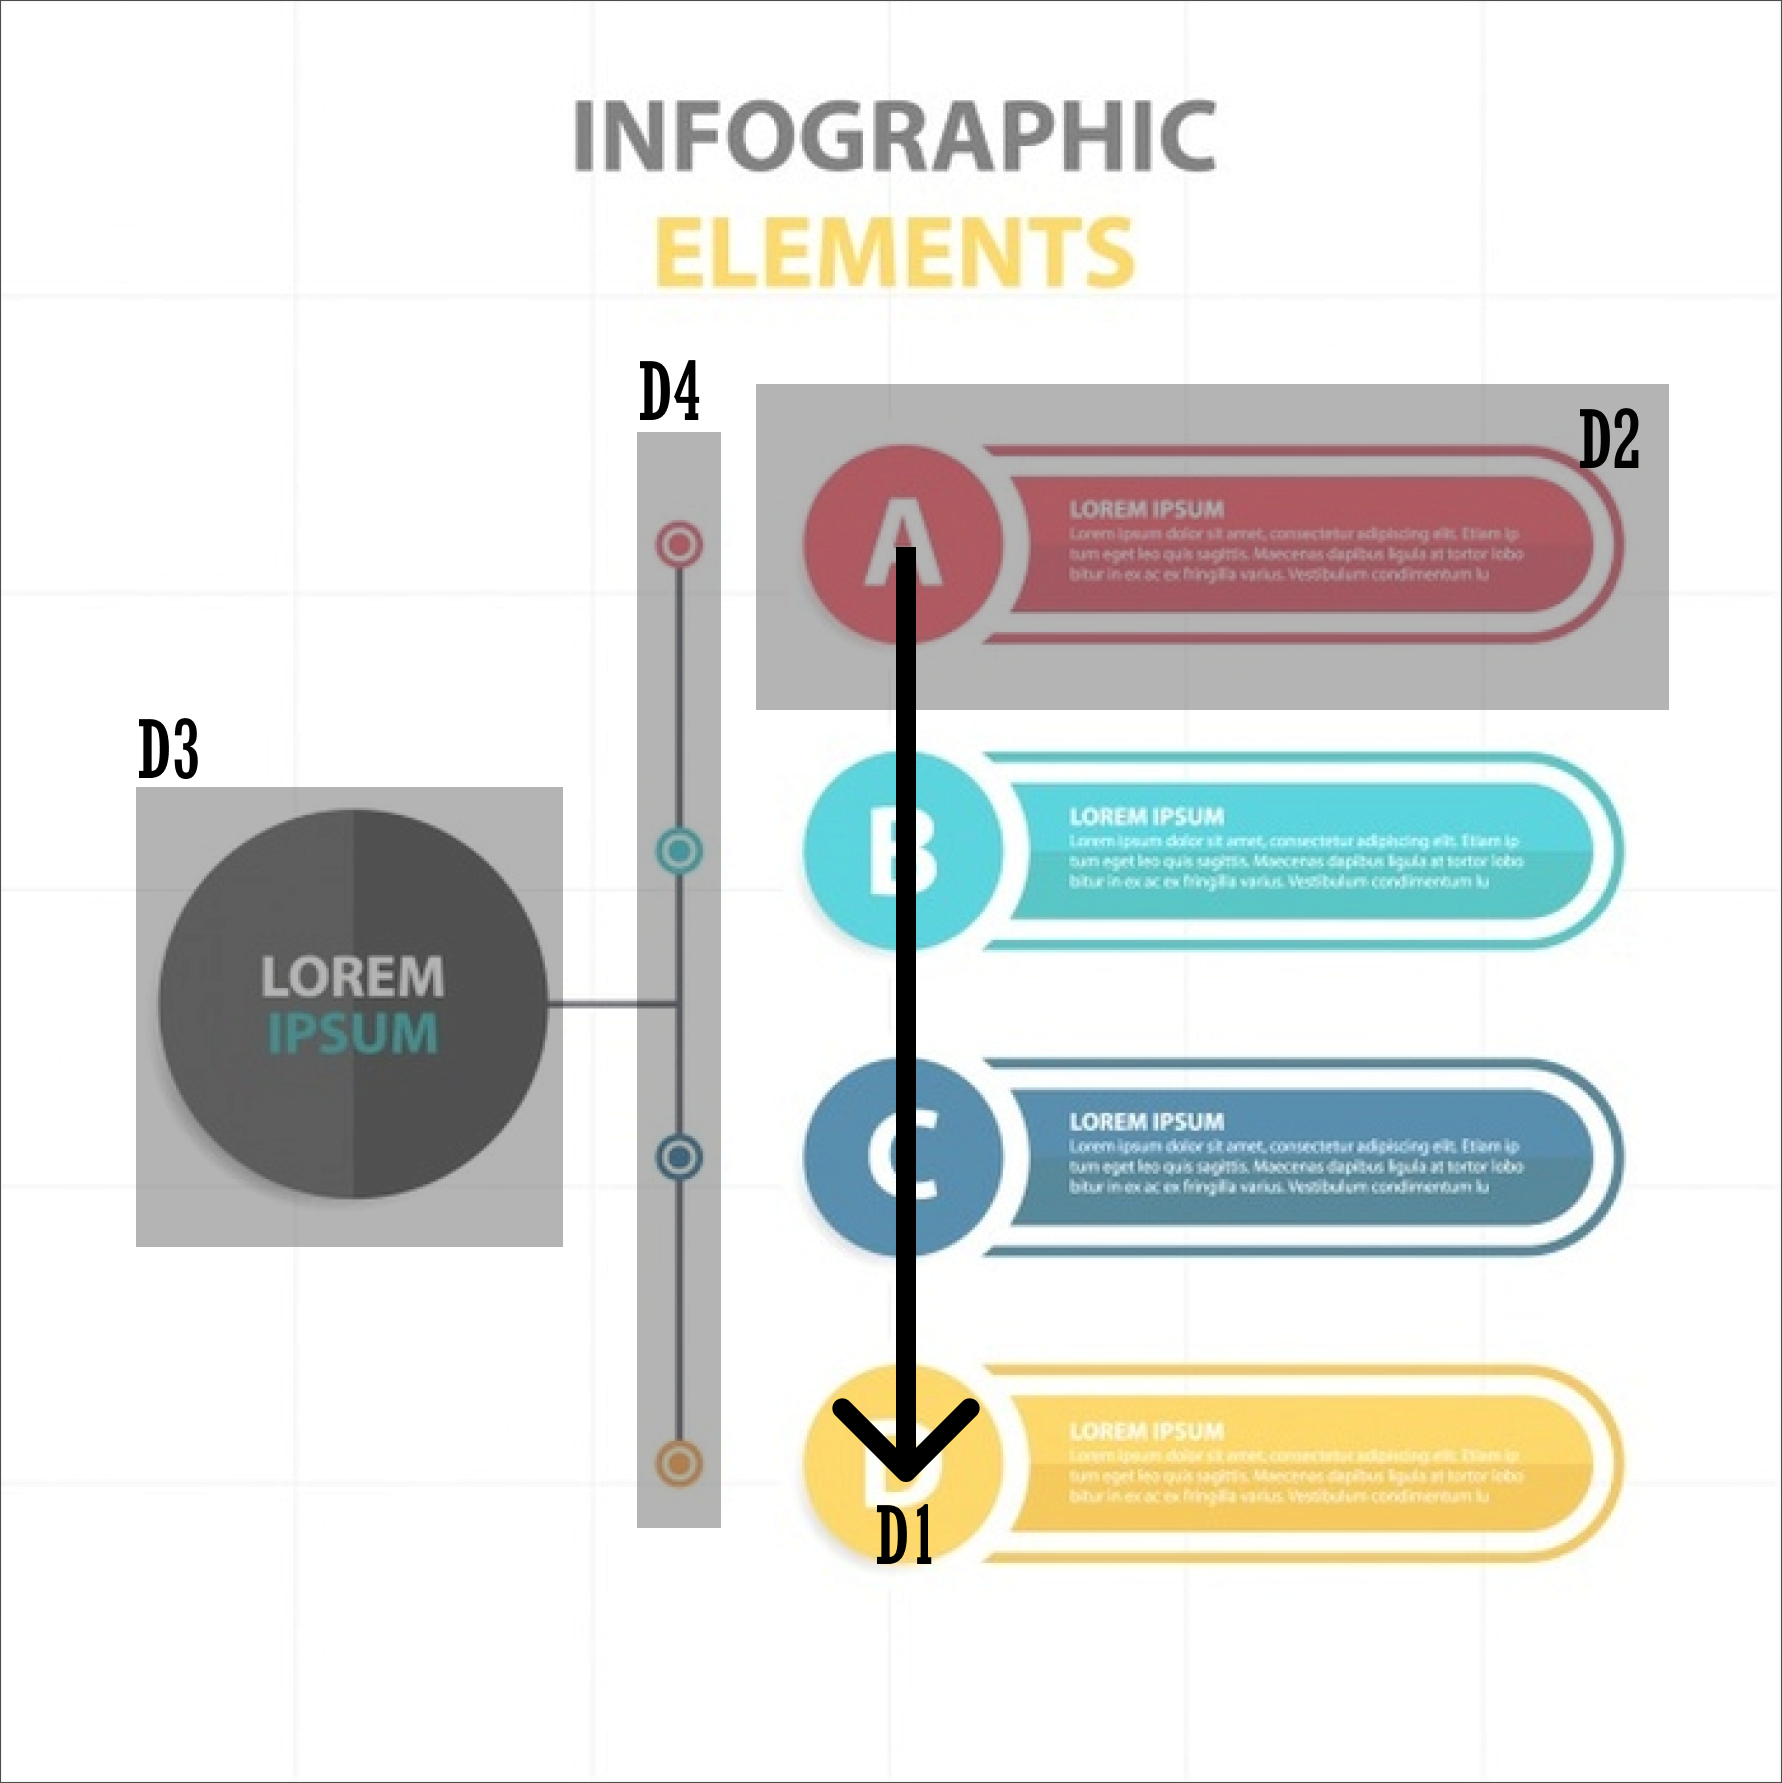 INFOGRAPHIC
ELEMENTS
D4
D2
A
LOREM IPSUM
Lorem ipsum dolor sit amet, consectetur adipiscing elit. Etiam ip
tum eget leo quis sagittis. Maecenas dapibus ligula at tortor lobo
bitur in ex ac ex fringilla varius. Vestibulum condimentum lu
D3
B
LOREM IPSUM
Lorem ipsum dolor sit amet, consectetur adipiscing elit. Etiam ip
tum eget leo quis sagittis. Maecenas dapibus ligula at tortor lobo
bitur in ex ac ex fringilla varius. Vestibulum condimentum lu
LOREM
IPSUM
C
LOREM IPSUM
Lorem ipsum dolor sit amet, consectetur adipiscing elit. Etiam ip
tum eget leo quis sagittis. Maecenas dapibus ligula at tortor lobo
bitur in ex ac ex fringilla varius. Vestibulum condimentum lu
D
LOREM IPSUM
Lorem ipsum dolor sit amet, consectetur adipiscing elit. Etiam ip
tum eget leo quis sagittis. Maecenas dapibus ligula at tortor lobo
bitur in ex ac ex fringilla varius. Vestibulum condimentum lu
D1